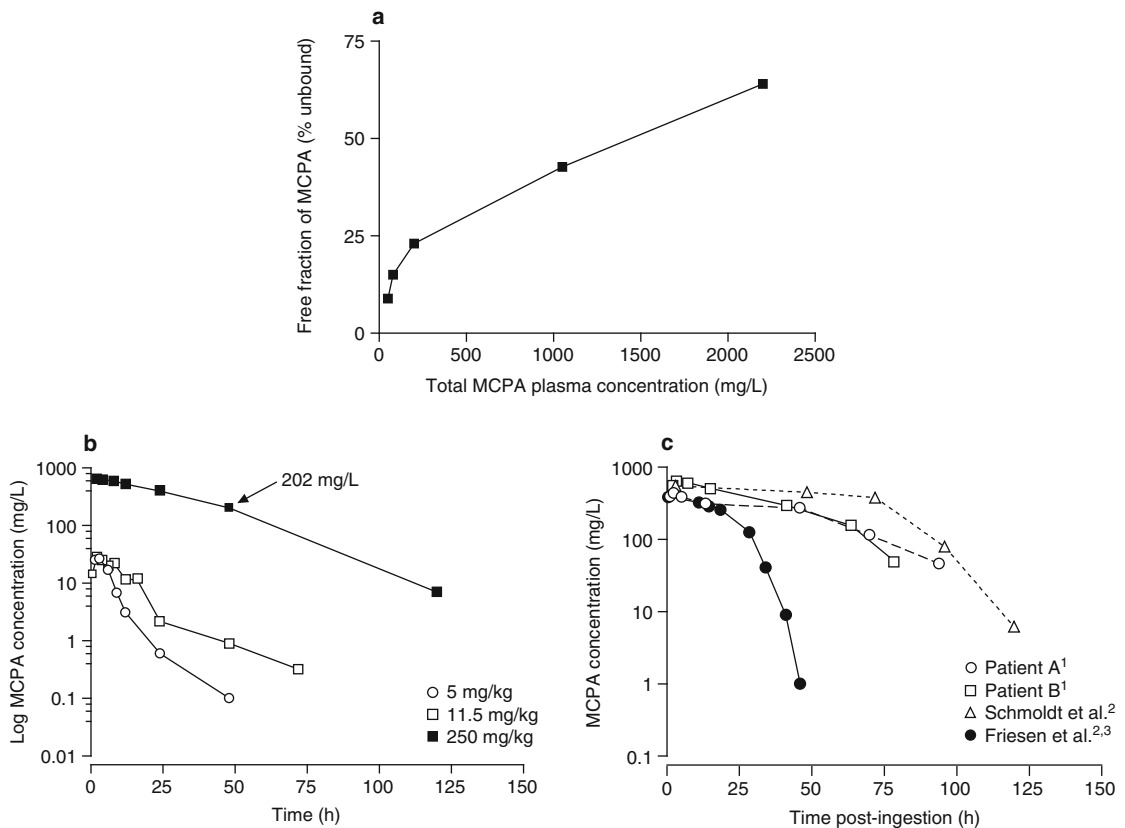 a
Free fraction of MCPA (% unbound)
75
50
25
0
0 500 1000 1500 2000 2500
Total MCPA plasma concentration (mg/L)
b
Log MCPA concentration (mg/L)
1000
100
10
1
0.1
0.01
202 mg/L
5 mg/kg
11.5 mg/kg
250 mg/kg
0 25 50 75 100 125 150
Time (h)
c
MCPA concentration (mg/L)
1000
100
10
1
0.1
Patient A¹
Patient B¹
Schmoldt et al.²
Friesen et al.²,³
0 25 50 75 100 125 150
Time post-ingestion (h)